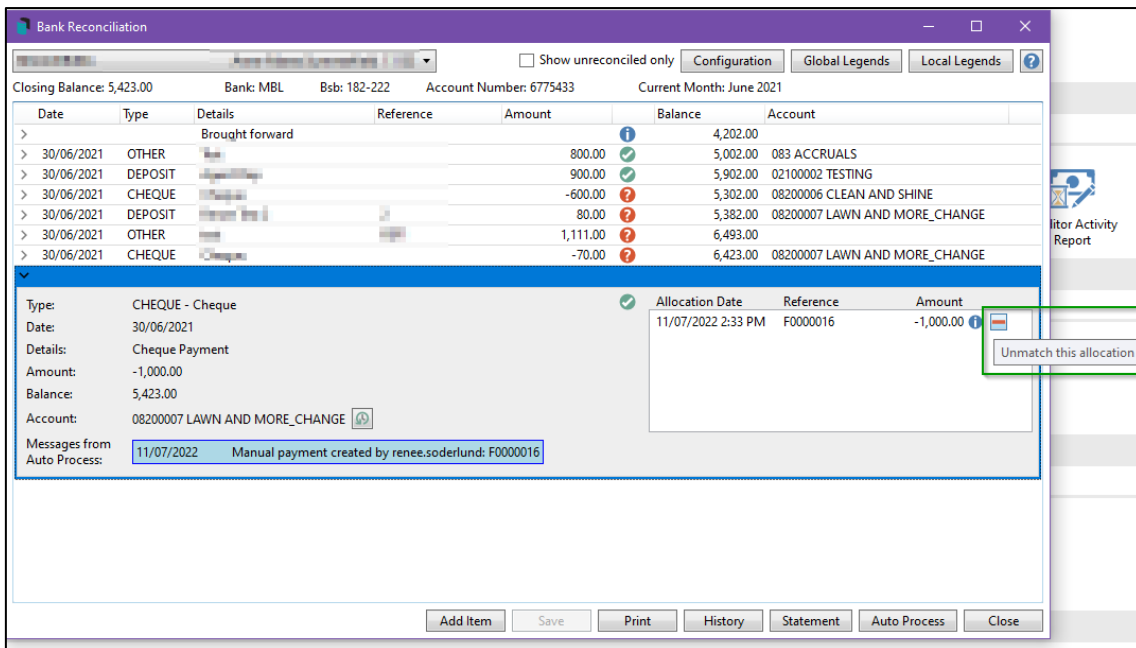 Bank Reconciliation
Show unreconciled only Configuration Global Legends Local Legends ?
Closing Balance: 5,423.00 Bank: MBL Bsb: 182-222 Account Number: 6775433 Current Month: June 2021
Date Type Details Reference Amount Balance Account
Brought forward 4,202.00
30/06/2021 OTHER 800.00 5,002.00 083 ACCRUALS
30/06/2021 DEPOSIT 900.00 5,902.00 02100002 TESTING
30/06/2021 CHEQUE -600.00 ? 5,302.00 08200006 CLEAN AND SHINE
30/06/2021 DEPOSIT 80.00 ? 5,382.00 08200007 LAWN AND MORE_CHANGE
30/06/2021 OTHER 1,111.00 ? 6,493.00
30/06/2021 CHEQUE -70.00 ? 6,423.00 08200007 LAWN AND MORE_CHANGE
Type: CHEQUE - Cheque
Date: 30/06/2021
Details: Cheque Payment
Amount: -1,000.00
Balance: 5,423.00
Account: 08200007 LAWN AND MORE_CHANGE
Messages from
Auto Process:
11/07/2022 Manual payment created by renee.soderlund: F0000016
Allocation Date Reference Amount
11/07/2022 2:33 PM F0000016 -1,000.00
Unmatch this allocation
Add Item Save Print History Statement Auto Process Close
litor Activity
Report